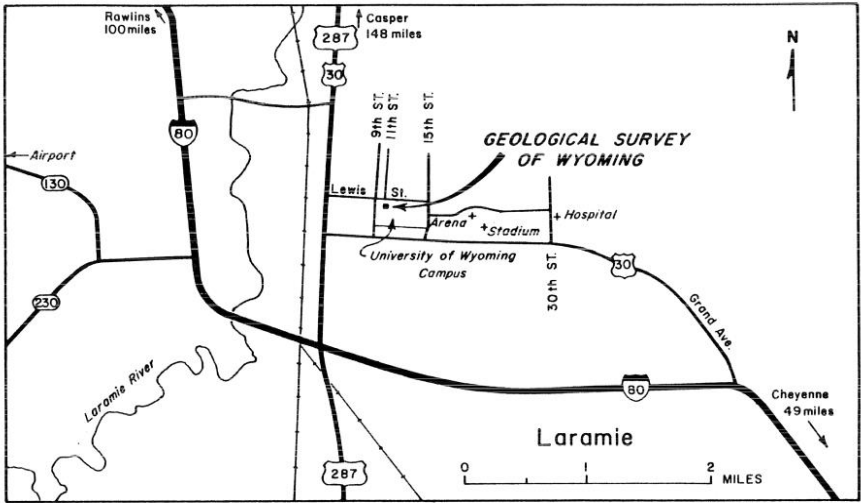 Rawlins
100 miles
Casper
148 miles
287
30
N
80
9th ST.
11th ST.
15th ST.
GEOLOGICAL SURVEY
OF WYOMING
Airport
130
Lewis St.
Arena
Stadium
Hospital
University of Wyoming
Campus
30th ST.
30
230
Grand Ave.
Laramie River
80
Cheyenne
49 miles
Laramie
287
0 1 2 MILES